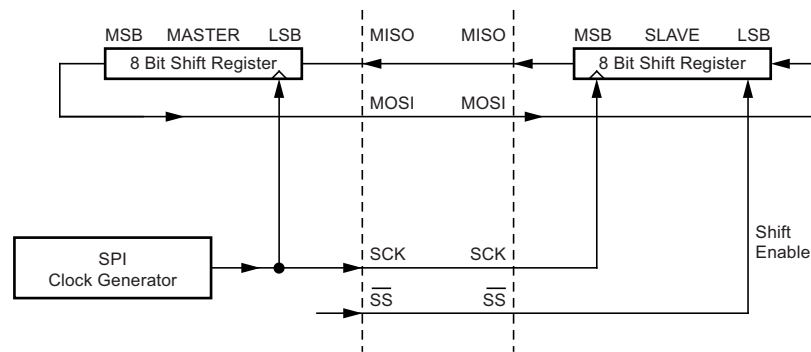 MSB MASTER LSB
8 Bit Shift Register
MISO MISO
MSB SLAVE LSB
8 Bit Shift Register
MOSI MOSI
SPI
Clock Generator
SCK SCK
SS SS
Shift
Enable